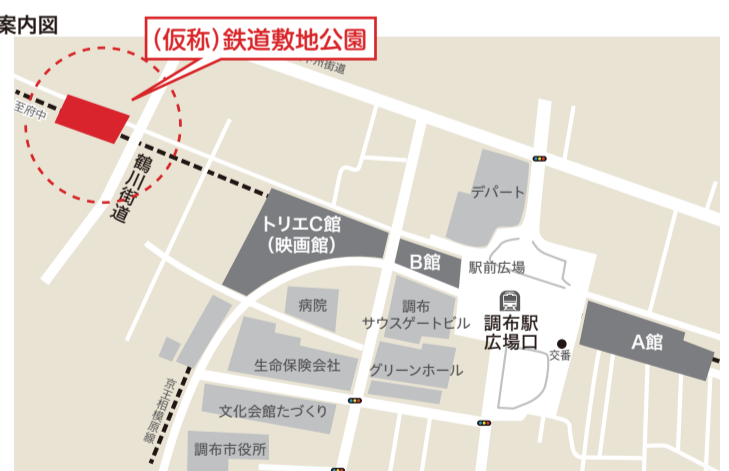 案内図
(仮称)鉄道敷地公園
州街道
至府中
鶴川街道
デパート
トリエC館
(映画館)
B館
駅前広場
病院
調布
サウスゲートビル
調布駅
広場口
交番
A館
生命保険会社
グリーンホール
京王相模原線
文化会館たづくり
調布市役所